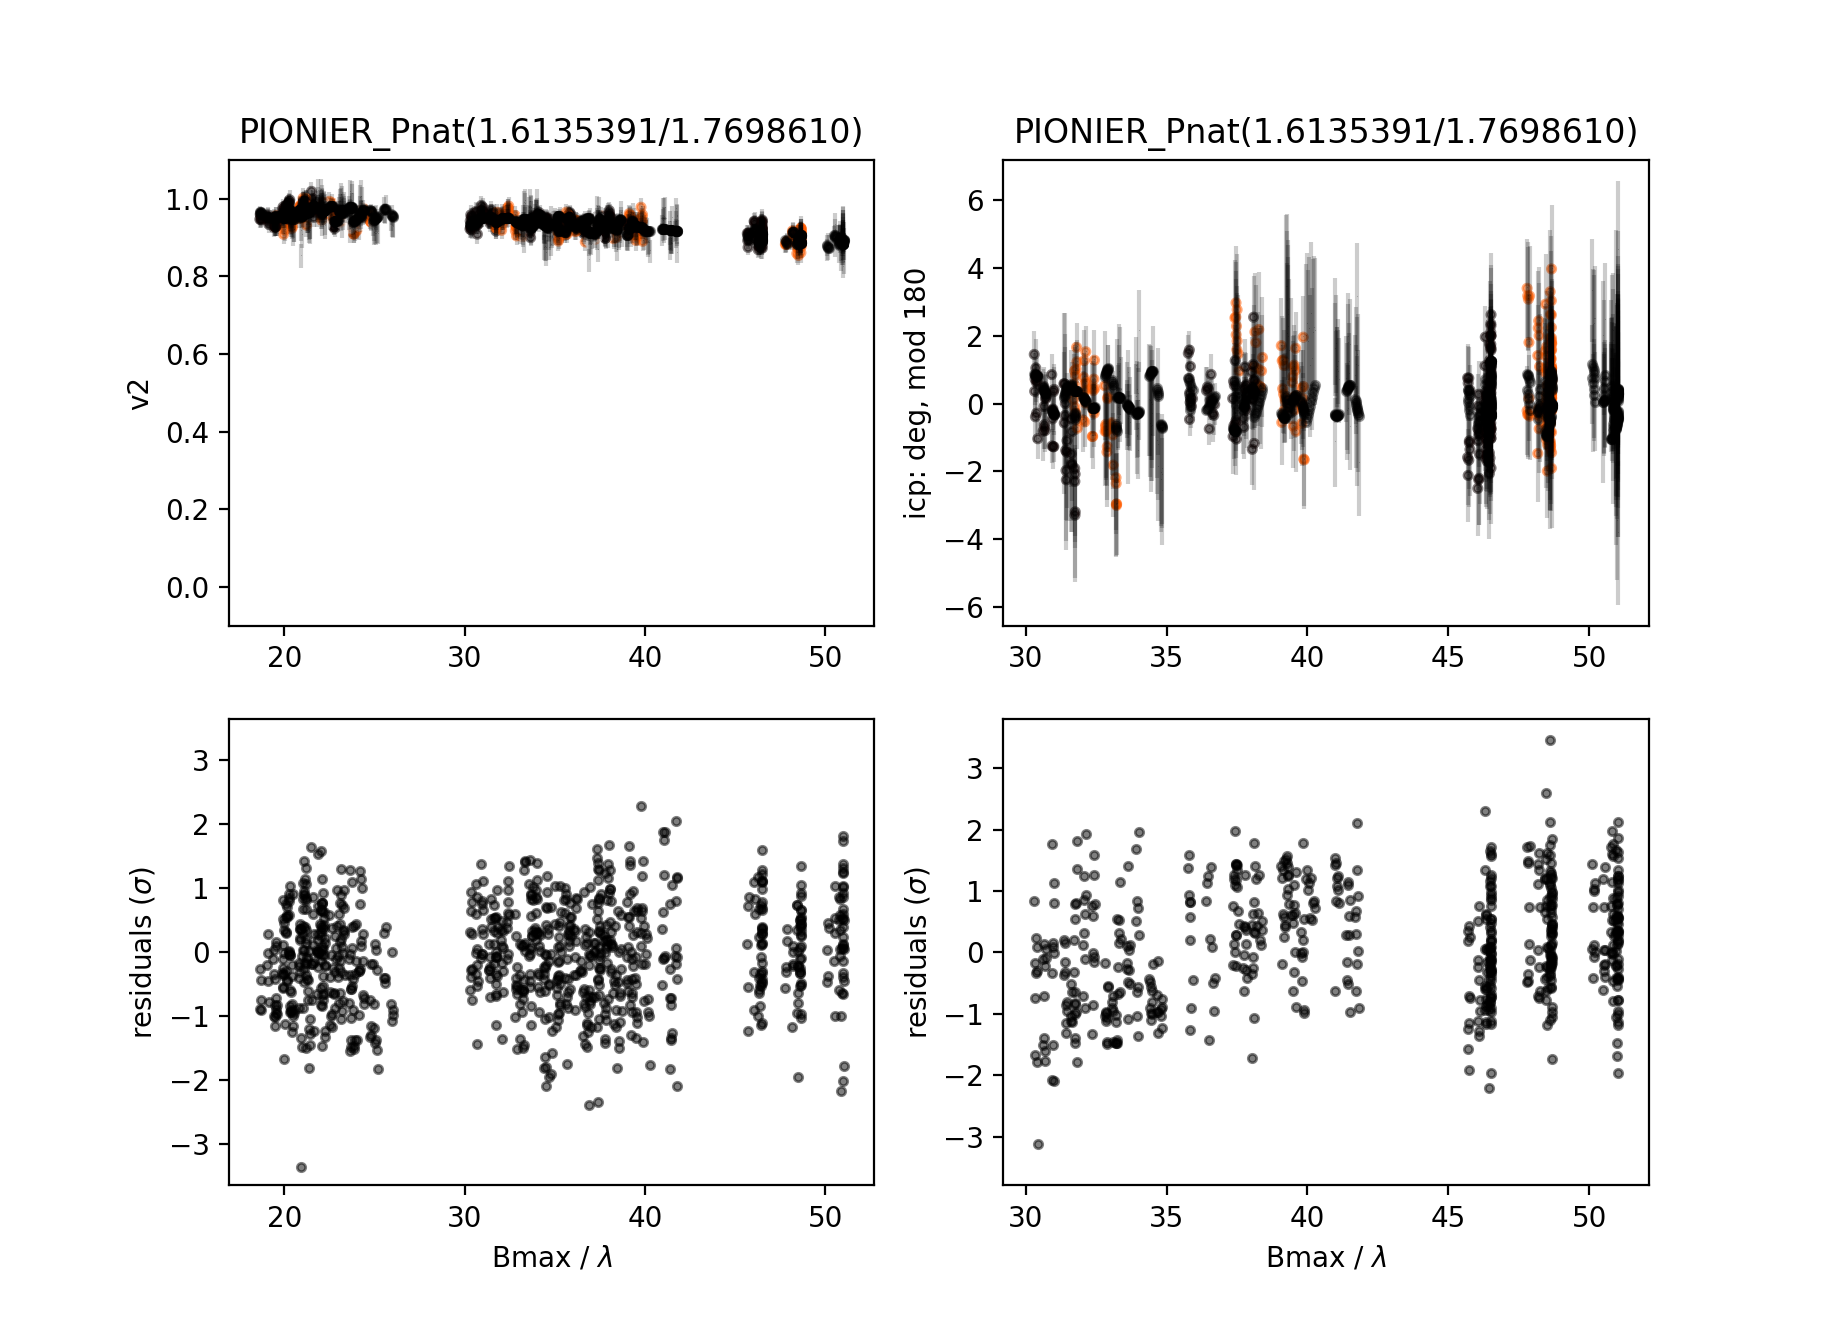 PIONIER_Pnat(1.6135391/1.7698610)
1.0
0.8
0.6
0.4
0.2
0.0
v2
20 30 40 50
PIONIER_Pnat(1.6135391/1.7698610)
6
4
2
0
−2
−4
−6
icp: deg, mod 180
30 35 40 45 50
3
2
1
0
−1
−2
−3
residuals (σ)
20 30 40 50
Bmax / λ
3
2
1
0
−1
−2
−3
residuals (σ)
30 35 40 45 50
Bmax / λ